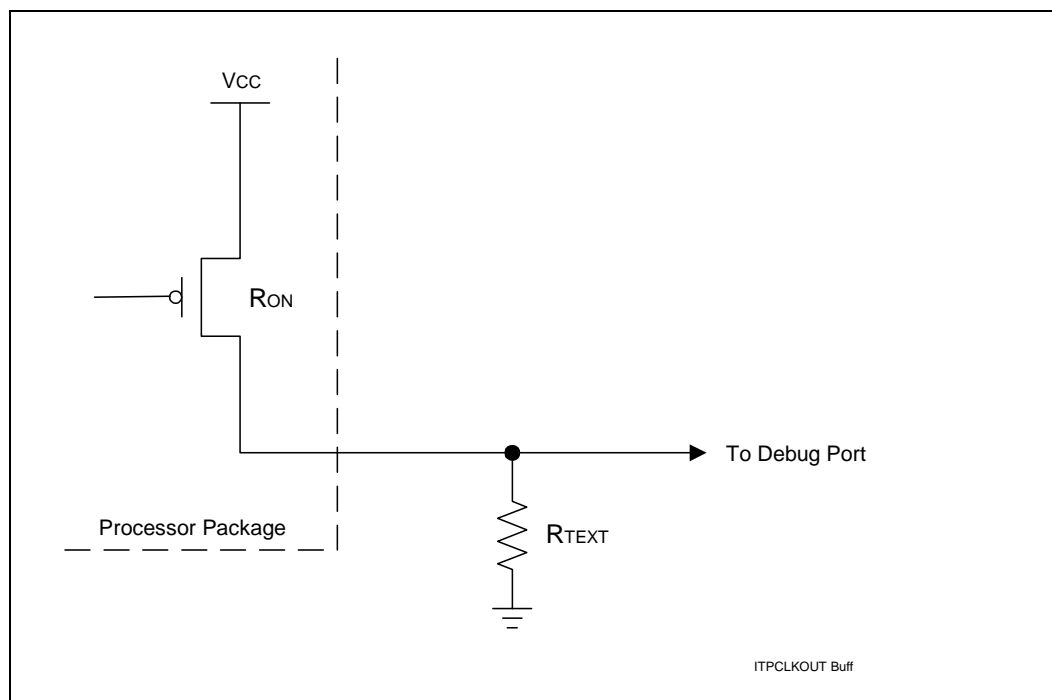 VCC
RON
To Debug Port
Processor Package
RTEXT
ITPCLKOUT Buff